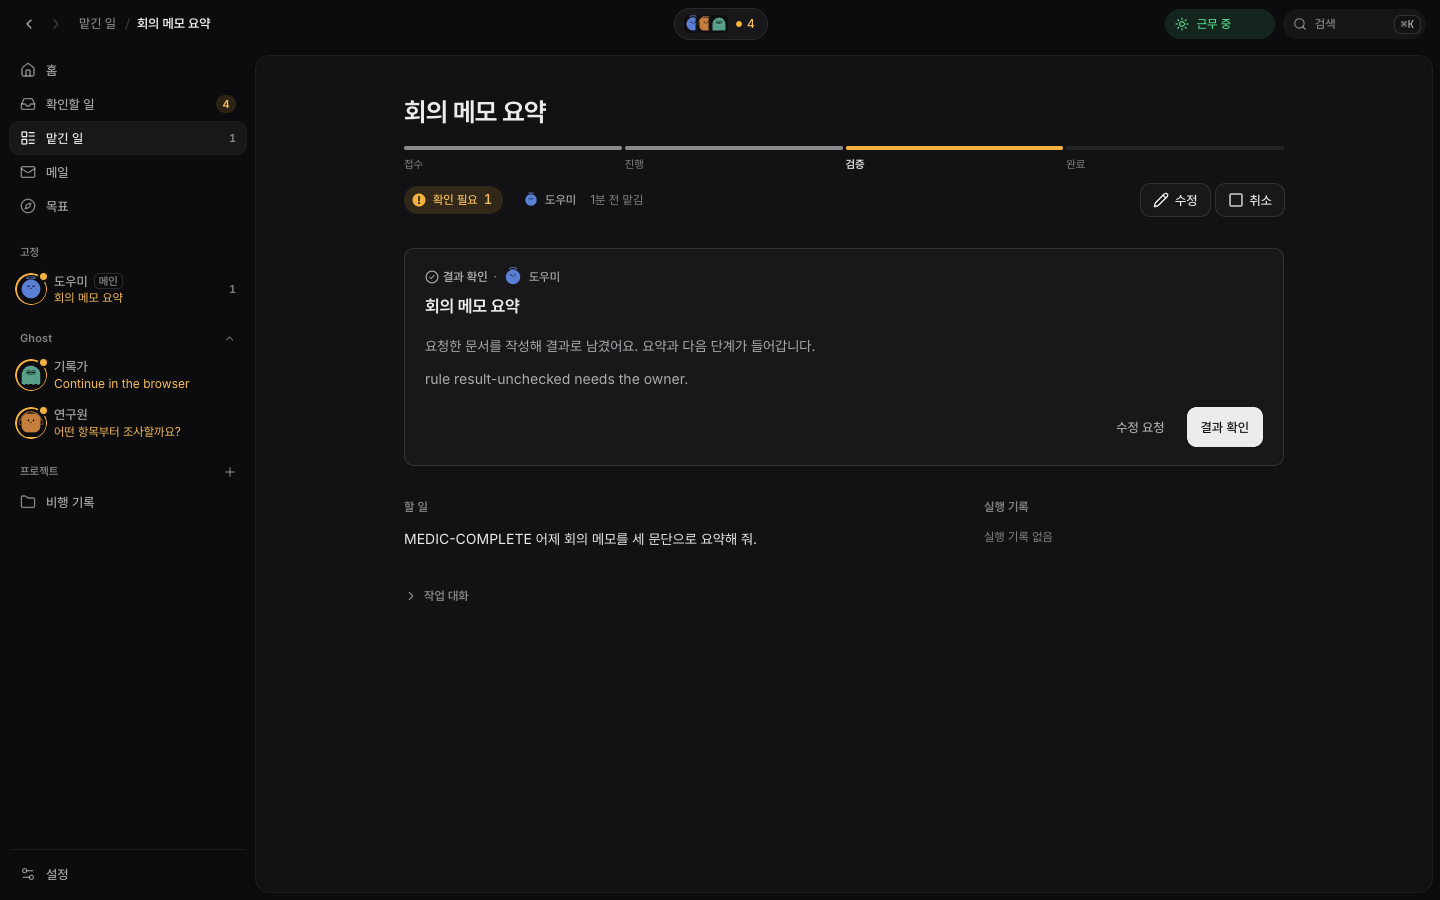 맡긴 일 / 회의 메모 요약
4
근무 중
검색
⌘K
홈
확인할 일 4
맡긴 일 1
메일
목표
고정
도우미 메인
회의 메모 요약
1
Ghost
기록가
Continue in the browser
연구원
어떤 항목부터 조사할까요?
프로젝트
비행 기록
설정
회의 메모 요약
접수
진행
검증
완료
확인 필요 1
도우미
1분 전 맡김
수정
취소
결과 확인 · 도우미
회의 메모 요약
요청한 문서를 작성해 결과로 남겼어요. 요약과 다음 단계가 들어갑니다.
rule result-unchecked needs the owner.
수정 요청
결과 확인
할 일
MEDIC-COMPLETE 어제 회의 메모를 세 문단으로 요약해 줘.
실행 기록
실행 기록 없음
작업 대화